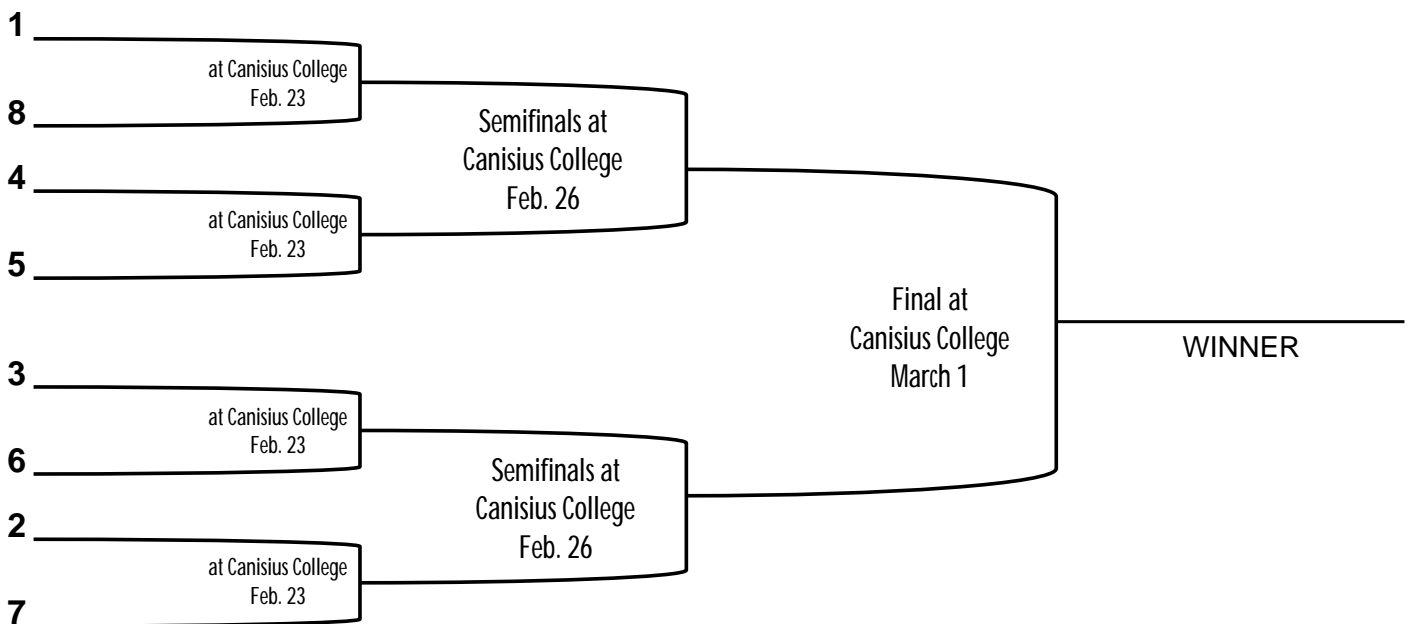 1
at Canisius College
Feb. 23
8
Semifinals at
Canisius College
Feb. 26
4
at Canisius College
Feb. 23
5
Final at
Canisius College
March 1
WINNER
3
at Canisius College
Feb. 23
6
Semifinals at
Canisius College
Feb. 26
2
at Canisius College
Feb. 23
7